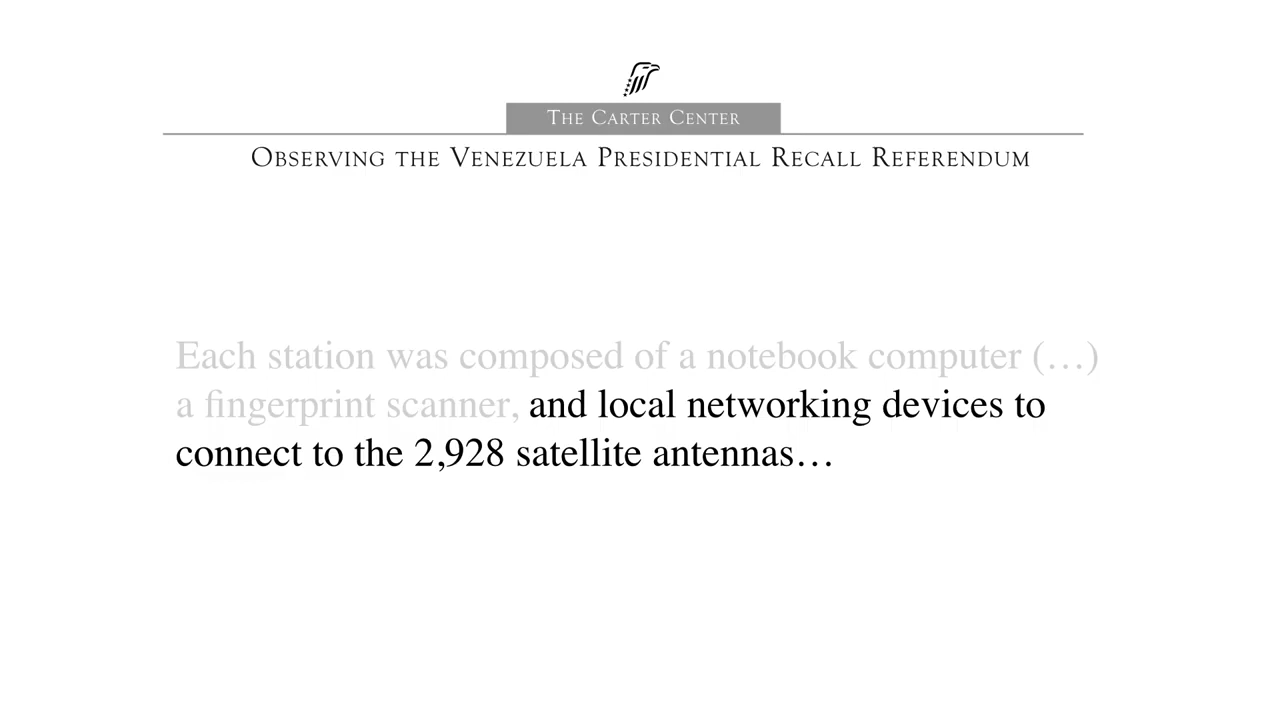 THE CARTER CENTER
OBSERVING THE VENEZUELA PRESIDENTIAL RECALL REFERENDUM
Each station was composed of a notebook computer (…)
a fingerprint scanner, and local networking devices to
connect to the 2,928 satellite antennas…